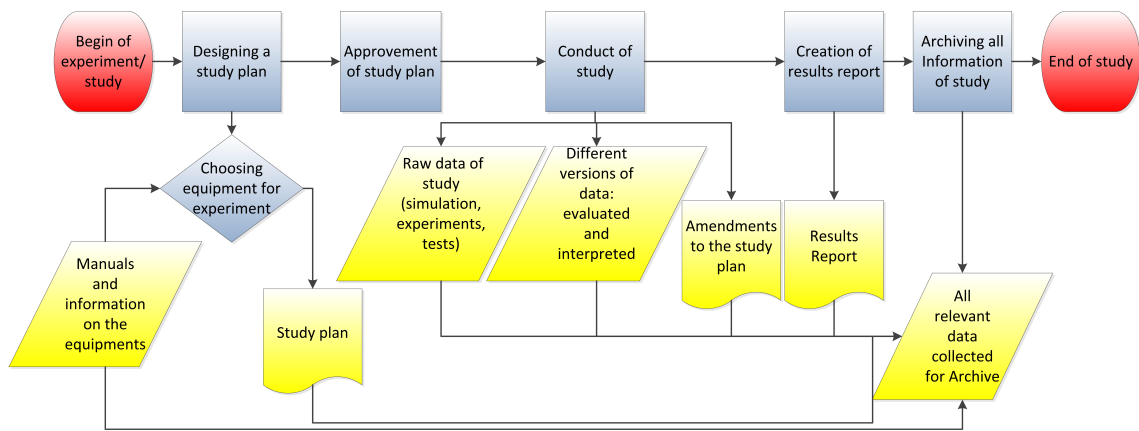 Begin of
experiment/
study
Designing a
study plan
Approvement
of study plan
Conduct of
study
Creation of
results report
Archiving all
Information
of study
End of study
Choosing
equipment for
experiment
Raw data of
study
(simulation,
experiments,
tests)
Different
versions of
data:
evaluated
and
interpreted
Amendments
to the study
plan
Results
Report
Manuals
and
information
on the
equipments
Study plan
All
relevant
data
collected
for Archive